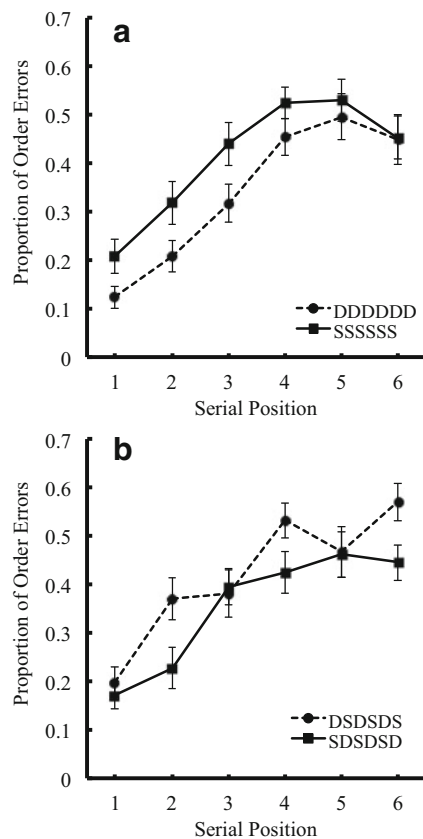 a
0.7
0.6
0.5
0.4
0.3
0.2
0.1
0
Proportion of Order Errors
DDDDDD
SSSSSS
1 2 3 4 5 6
Serial Position
b
0.7
0.6
0.5
0.4
0.3
0.2
0.1
0
Proportion of Order Errors
DSDSDS
SDSDSD
1 2 3 4 5 6
Serial Position